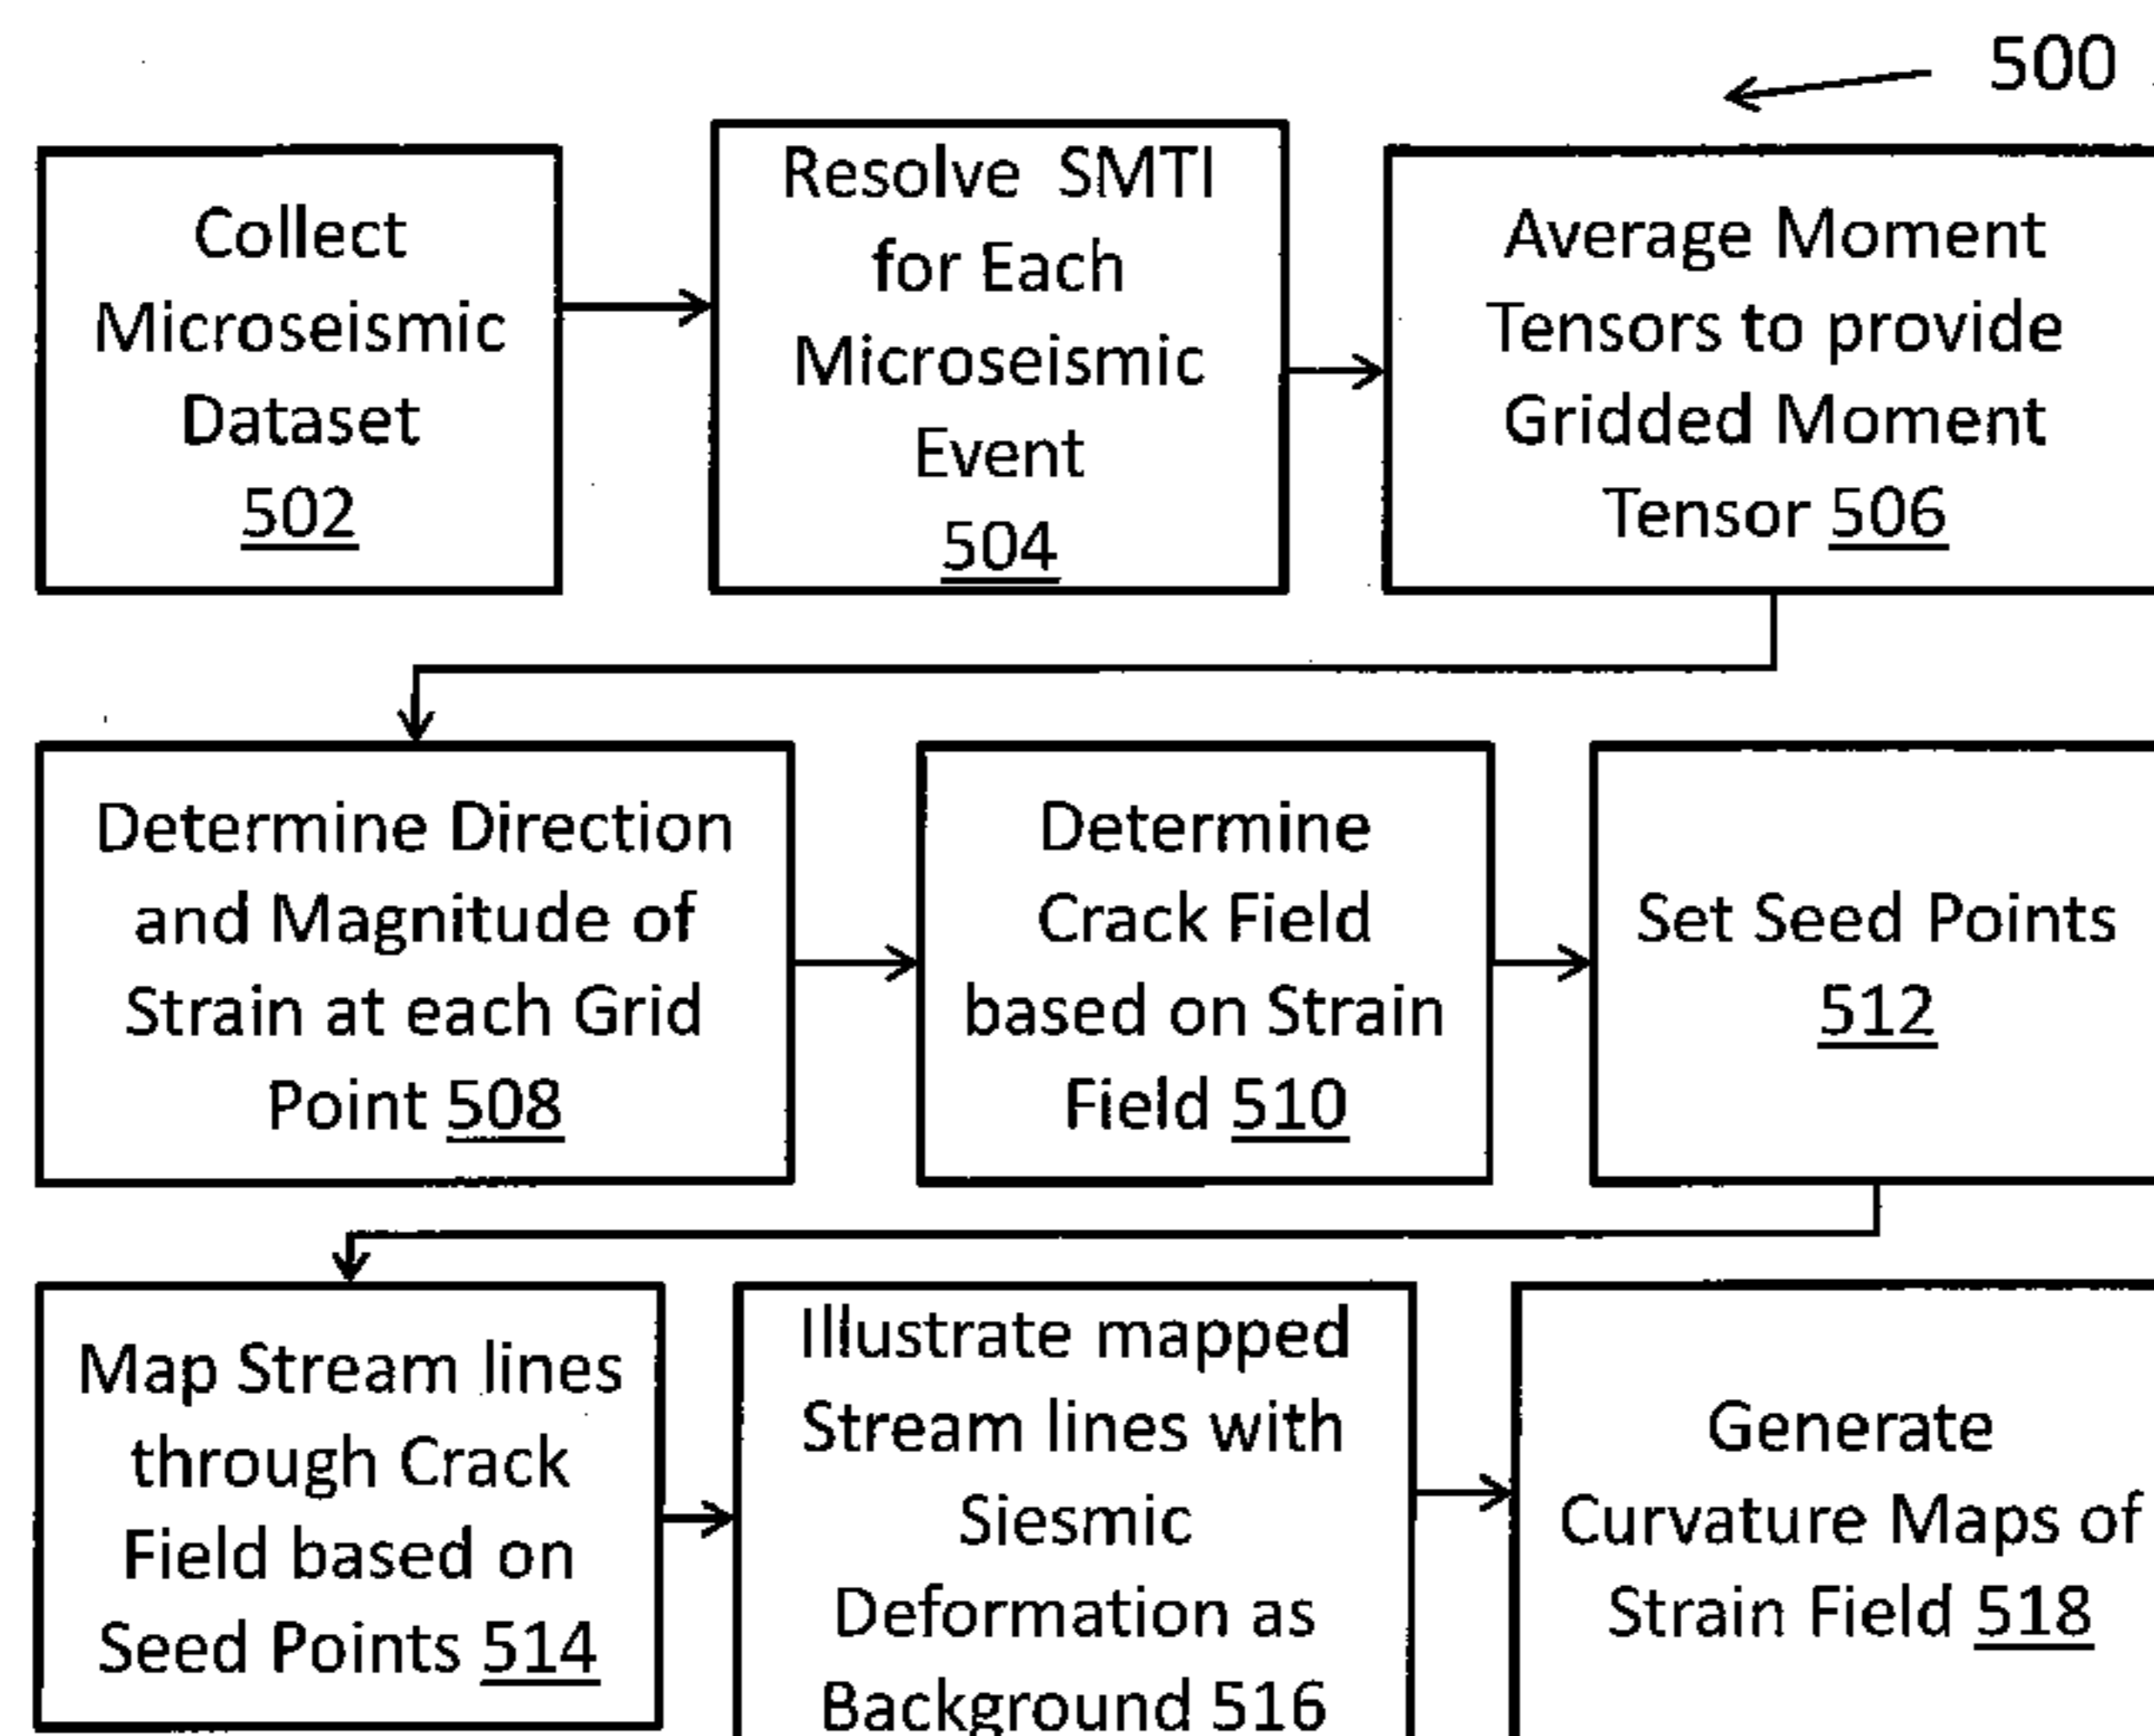 500
Collect
Microseismic
Dataset
502
Resolve SMTI
for Each
Microseismic
Event
504
Average Moment
Tensors to provide
Gridded Moment
Tensor 506
Determine Direction
and Magnitude of
Strain at each Grid
Point 508
Determine
Crack Field
based on Strain
Field 510
Set Seed Points
512
Map Stream lines
through Crack
Field based on
Seed Points 514
Illustrate mapped
Stream lines with
Siesmic
Deformation as
Background 516
Generate
Curvature Maps of
Strain Field 518